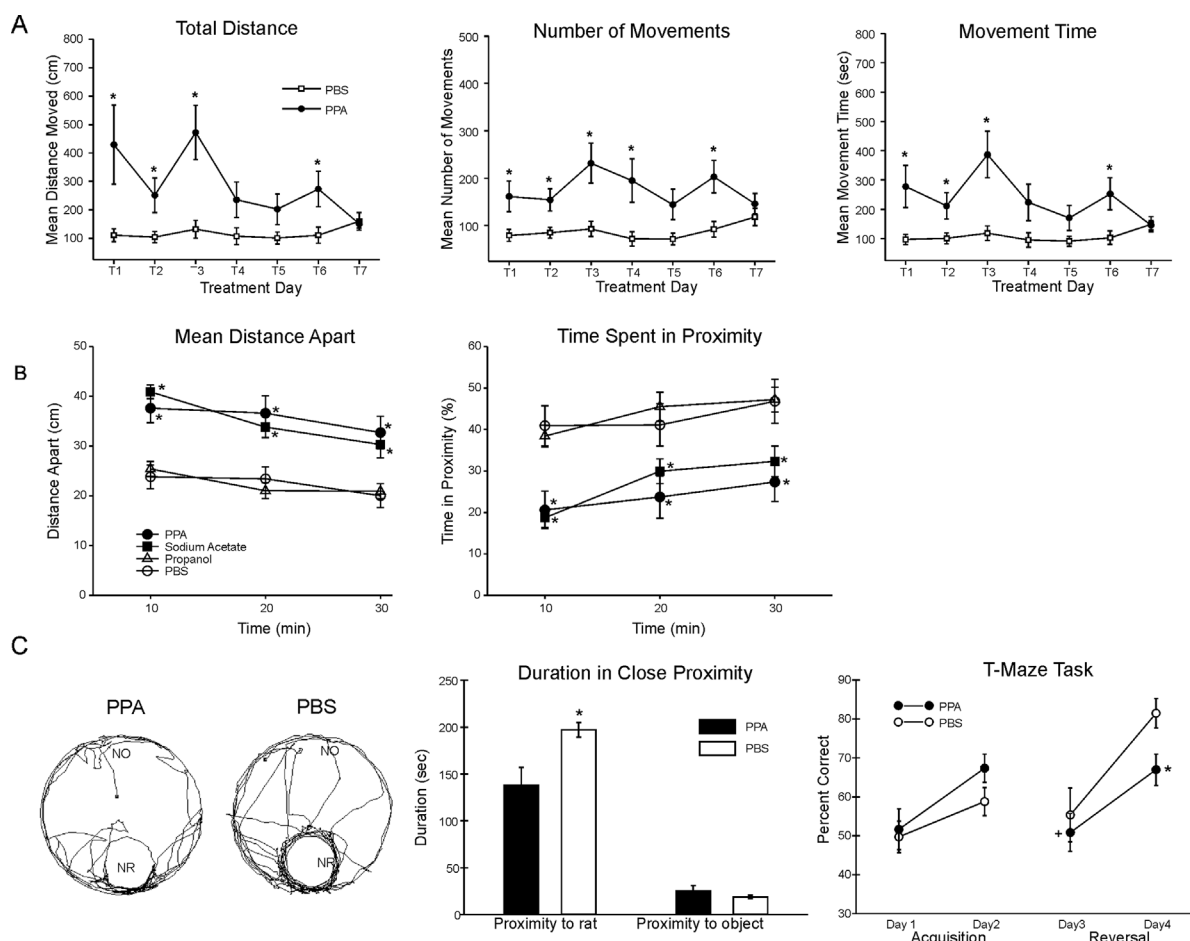 A
Total Distance
Mean Distance Moved (cm)
800
700
600
500
400
300
200
100
PBS
PPA
*
*
*
*
T1 T2 T3 T4 T5 T6 T7
Treatment Day
Number of Movements
Mean Number of Movements
500
400
300
200
100
*
*
*
*
*
T1 T2 T3 T4 T5 T6 T7
Treatment Day
Movement Time
Mean Movement Time (sec)
800
700
600
500
400
300
200
100
*
*
*
*
T1 T2 T3 T4 T5 T6 T7
Treatment Day
B
Mean Distance Apart
Distance Apart (cm)
50
40
30
20
10
0
*
*
*
*
*
*
PPA
Sodium Acetate
Propanol
PBS
10 20 30
Time (min)
Time Spent in Proximity
Time in Proximity (%)
60
50
40
30
20
10
0
*
*
*
*
*
*
10 20 30
Time (min)
C
PPA
NO
NR
PBS
NO
NR
Duration in Close Proximity
Duration (sec)
250
200
150
100
50
0
*
PPA
PBS
Proximity to rat Proximity to object
T-Maze Task
Percent Correct
90
80
70
60
50
40
30
PPA
PBS
+
*
Day 1 Day2 Day3 Day4
Acquisition Reversal